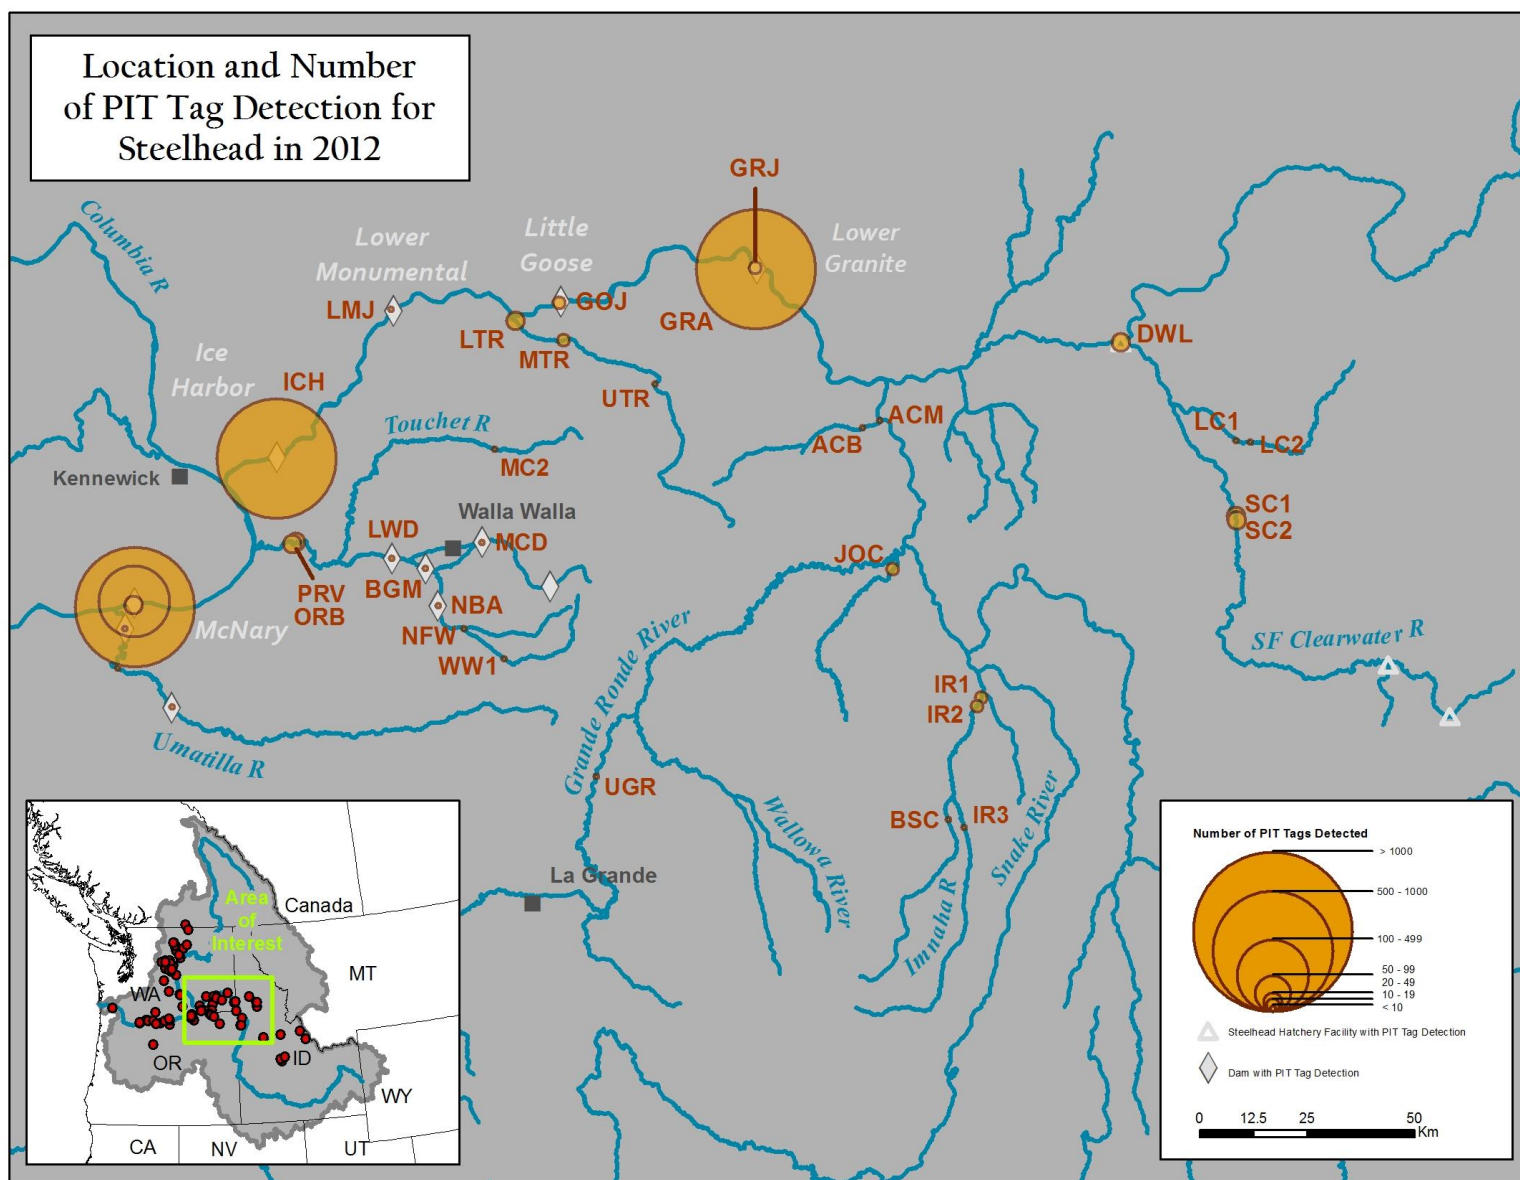 Location and Number
of PIT Tag Detection for
Steelhead in 2012
Columbia R
Lower
Monumental
Little
Goose
GRJ
Lower
Granite
LMJ
GOJ
GRA
LTR
MTR
DWL
Ice
Harbor
ICH
UTR
Touchet R
ACM
ACB
LC1
LC2
MC2
Kennewick
Walla Walla
SC1
SC2
LWD
MCD
JOC
BGM
PRV
ORB
NBA
NFW
WW1
McNary
SF Clearwater R
Grande Ronde River
IR1
IR2
Umatilla R
UGR
Wallowa River
BSC
IR3
Snake River
Imnaha R
La Grande
Area
of
Interest
Canada
MT
WA
OR
ID
WY
CA
NV
UT
Number of PIT Tags Detected
> 1000
500 - 1000
100 - 499
50 - 99
20 - 49
10 - 19
< 10
Steelhead Hatchery Facility with PIT Tag Detection
Dam with PIT Tag Detection
0 12.5 25 50
Km